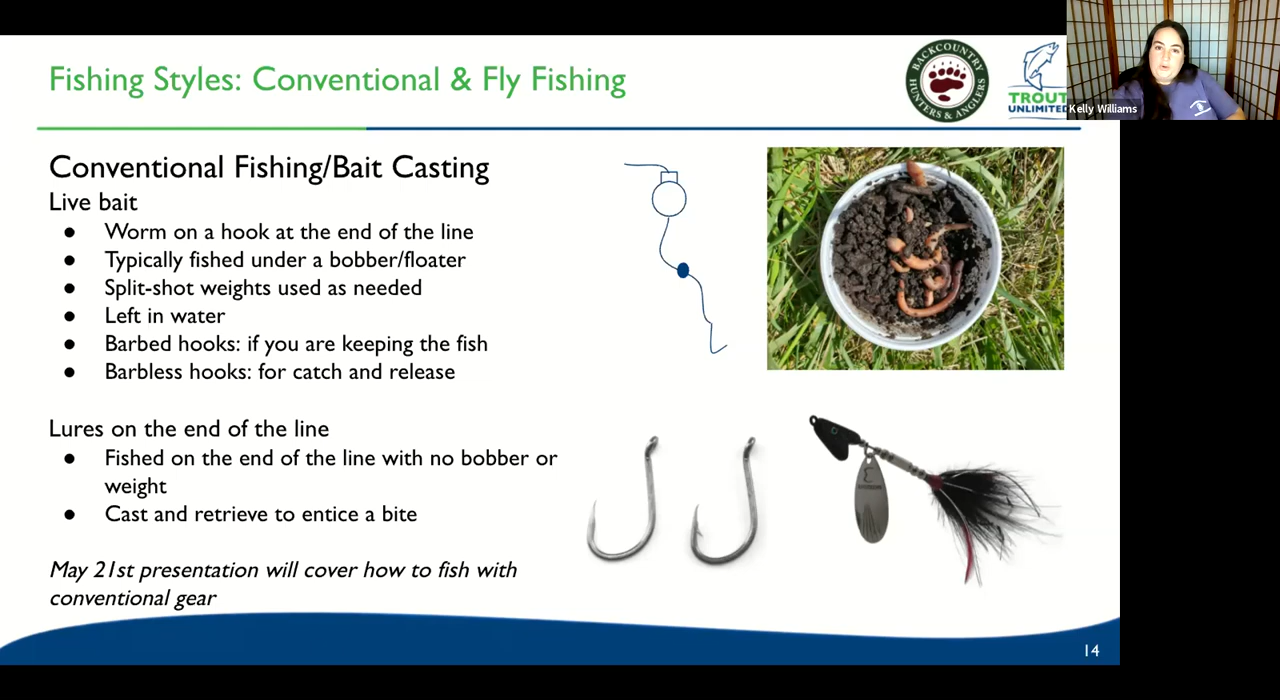 Fishing Styles: Conventional & Fly Fishing
BACKCOUNTRY
HUNTERS & ANGLERS
TROUT
UNLIMITED
Kelly Williams
Conventional Fishing/Bait Casting
Live bait
● Worm on a hook at the end of the line
● Typically fished under a bobber/floater
● Split-shot weights used as needed
● Left in water
● Barbed hooks: if you are keeping the fish
● Barbless hooks: for catch and release
Lures on the end of the line
● Fished on the end of the line with no bobber or
weight
● Cast and retrieve to entice a bite
May 21st presentation will cover how to fish with
conventional gear
14